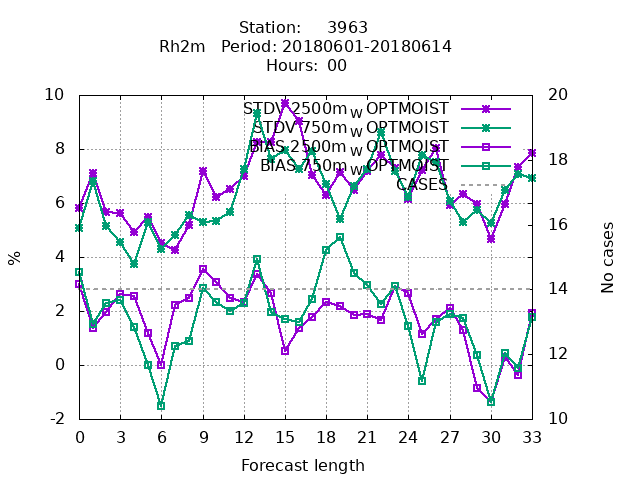 Station: 3963
Rh2m Period: 20180601-20180614
Hours: 00
10
8
6
4
2
0
-2
%
20
18
16
14
12
10
No cases
STDV 2500m_W OPTMOIST
STDV 750m_W OPTMOIST
BIAS 2500m_W OPTMOIST
BIAS 750m_W OPTMOIST
CASES
0 3 6 9 12 15 18 21 24 27 30 33
Forecast length